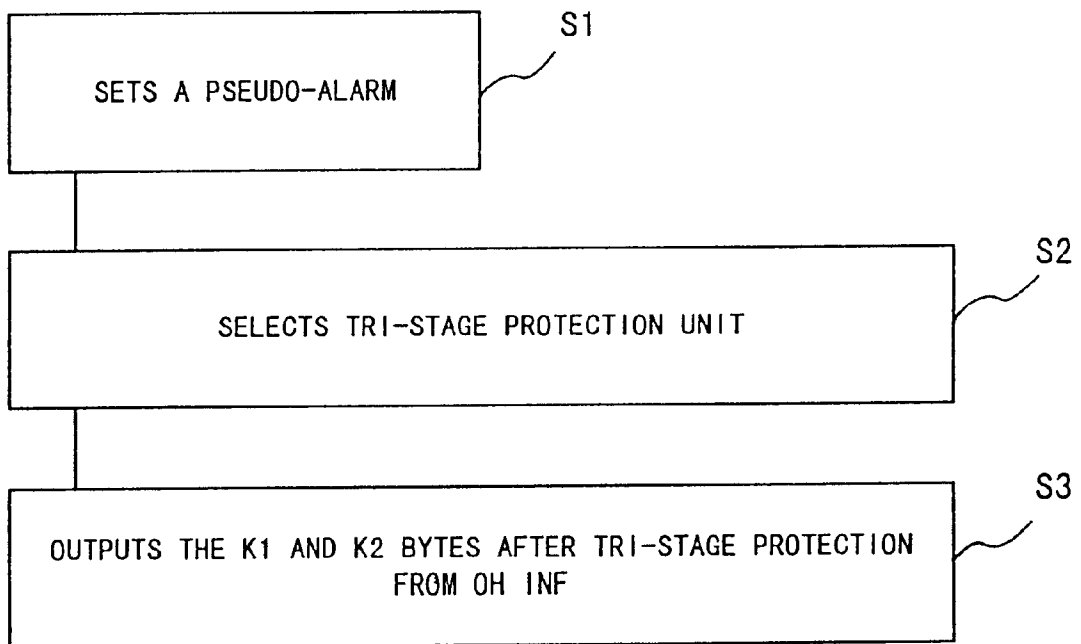 S1
SETS A PSEUDO-ALARM
S2
SELECTS TRI-STAGE PROTECTION UNIT
S3
OUTPUTS THE K1 AND K2 BYTES AFTER TRI-STAGE PROTECTION
FROM OH INF